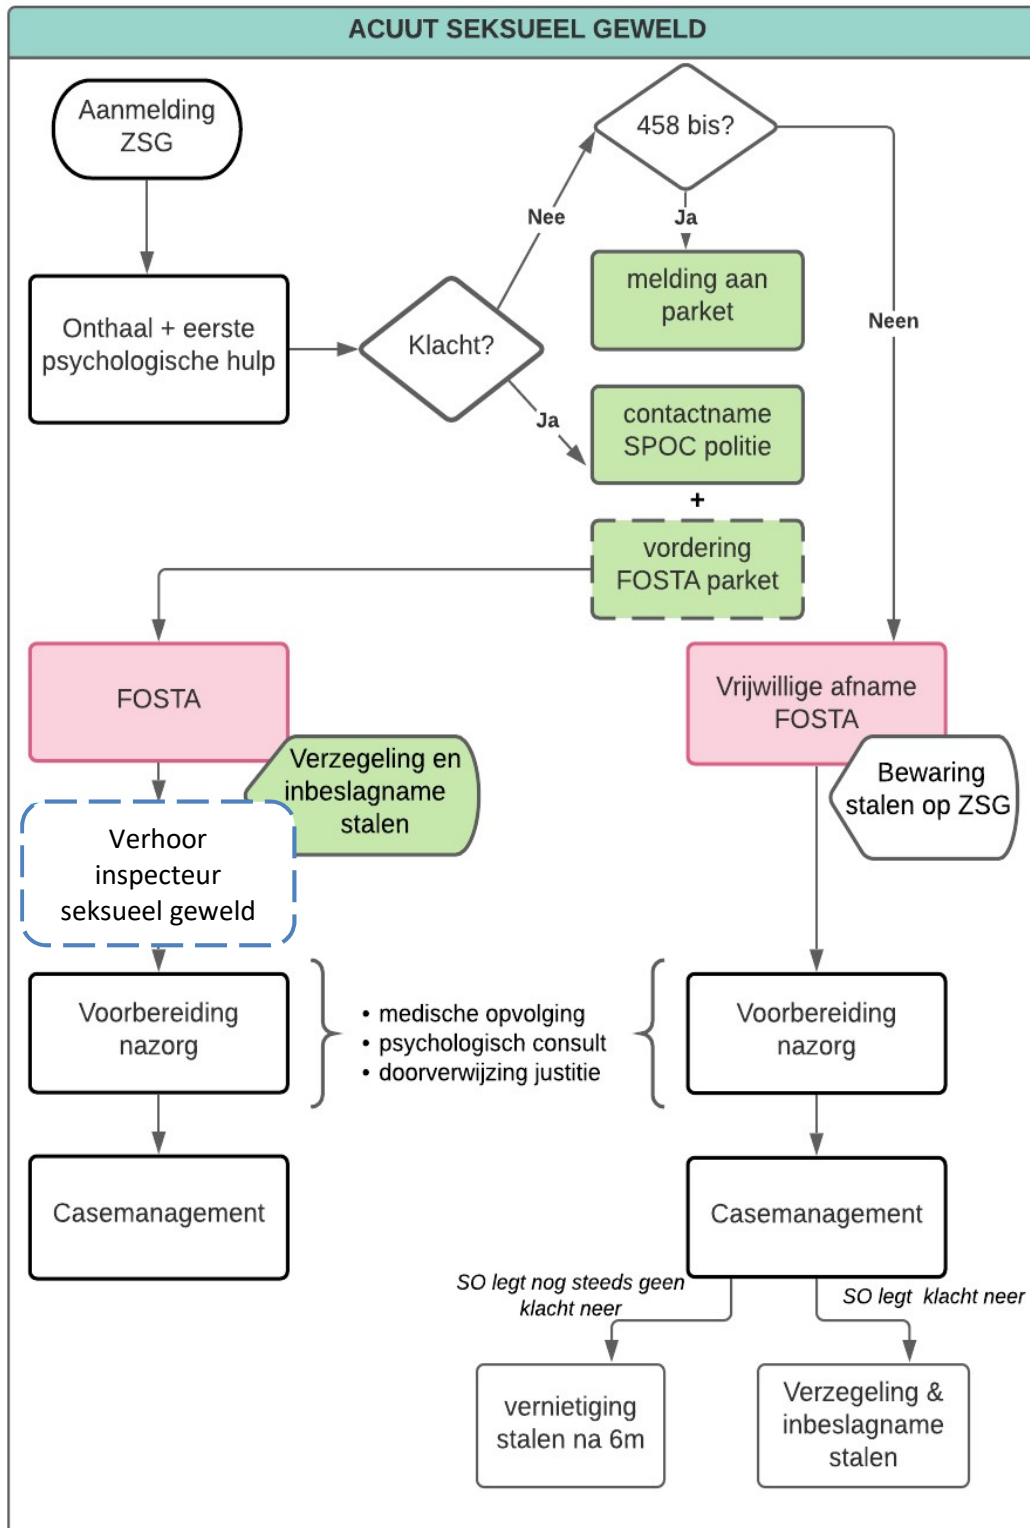 ACUUT SEKSUEEL GEWELD
Aanmelding
ZSG
458 bis?
Nee
Ja
melding aan
parket
Neen
Onthaal + eerste
psychologische hulp
Klacht?
Ja
contactname
SPOC politie
+
vordering
FOSTA parket
FOSTA
Vrijwillige afname
FOSTA
Verzegeling en
inbeslagname
stalen
Bewaring
stalen op ZSG
Verhoor
inspecteur
seksueel geweld
Voorbereiding
nazorg
• medische opvolging
• psychologisch consult
• doorverwijzing justitie
Voorbereiding
nazorg
Casemanagement
Casemanagement
SO legt nog steeds geen
klacht neer
SO legt klacht neer
vernietiging
stalen na 6m
Verzegeling &
inbeslagname
stalen